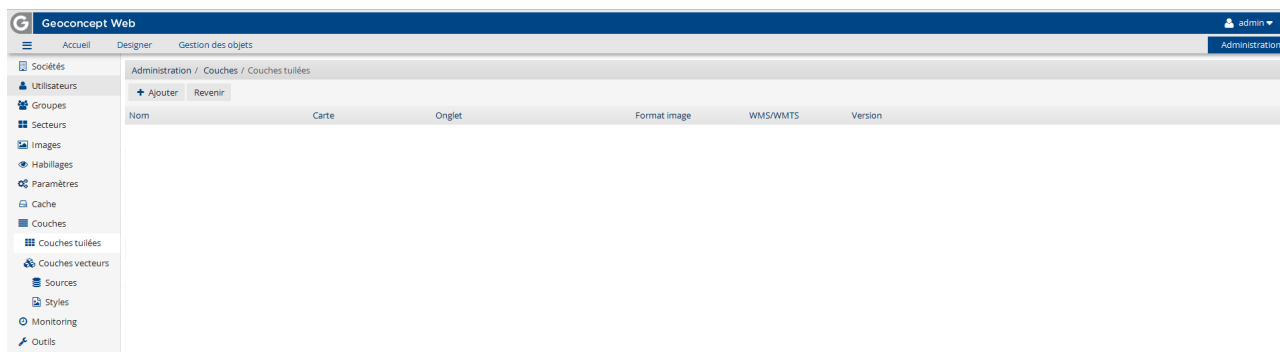 G Geoconcept Web admin
Accueil Designer Gestion des objets Administration
Sociétés
Utilisateurs
Groupes
Secteurs
Images
Habillages
Paramètres
Cache
Couches
Couches tuilées
Couches vecteurs
Sources
Styles
Monitoring
Outils
Administration / Couches / Couches tuilées
+ Ajouter Revenir
Nom Carte Onglet Format image WMS/WMTS Version